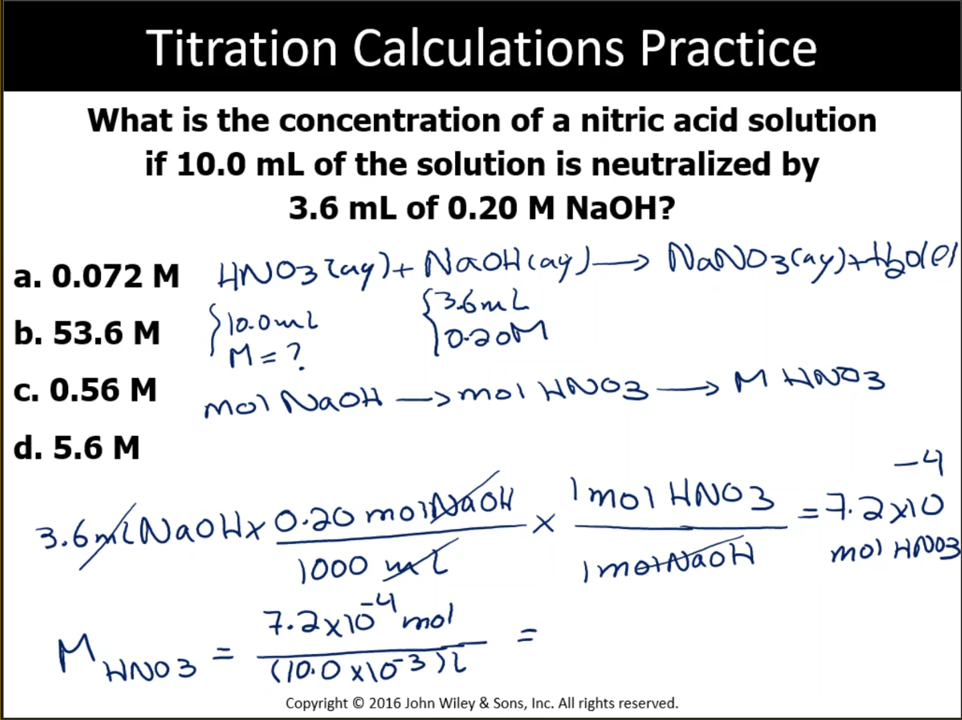 Titration Calculations Practice
What is the concentration of a nitric acid solution
if 10.0 mL of the solution is neutralized by
3.6 mL of 0.20 M NaOH?
a. 0.072 M
HNO3(aq) + NaOH(aq) → NaNO3(aq) + H2O(l)
b. 53.6 M
{10.0 mL
M = ?
{3.6 mL
0.20 M
c. 0.56 M
mol NaOH → mol HNO3 → M HNO3
d. 5.6 M
3.6 mL NaOH × 0.20 mol NaOH / 1000 mL × 1 mol HNO3 / 1 mol NaOH = 7.2 × 10^-4 mol HNO3
M HNO3 = 7.2 × 10^-4 mol / (10.0 × 10^-3) L =
Copyright © 2016 John Wiley & Sons, Inc. All rights reserved.